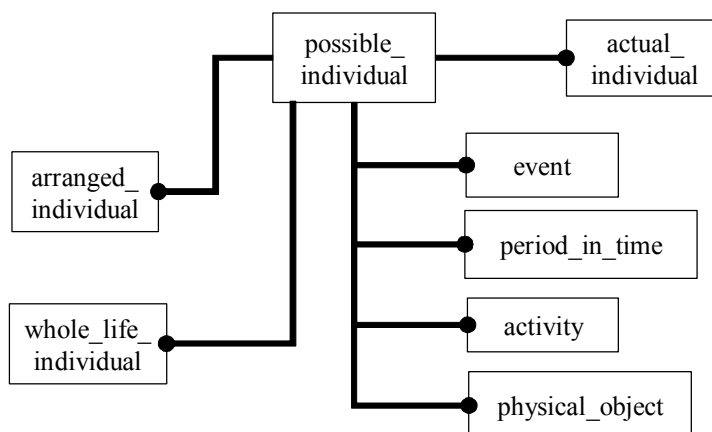 possible_
individual
actual_
individual
event
arranged_
individual
period_in_time
whole_life_
individual
activity
physical_object